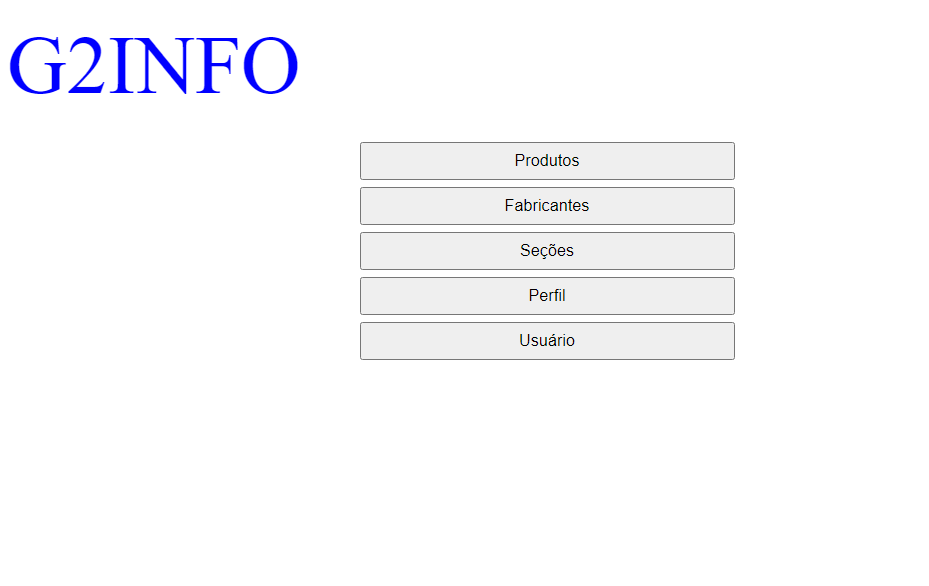 G2INFO
Produtos
Fabricantes
Seções
Perfil
Usuário